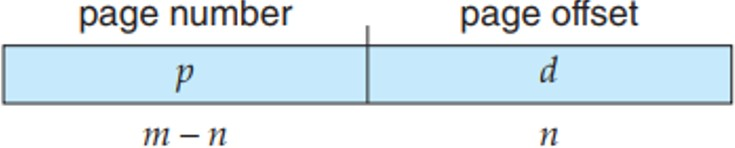 page number page offset
p d
m – n n